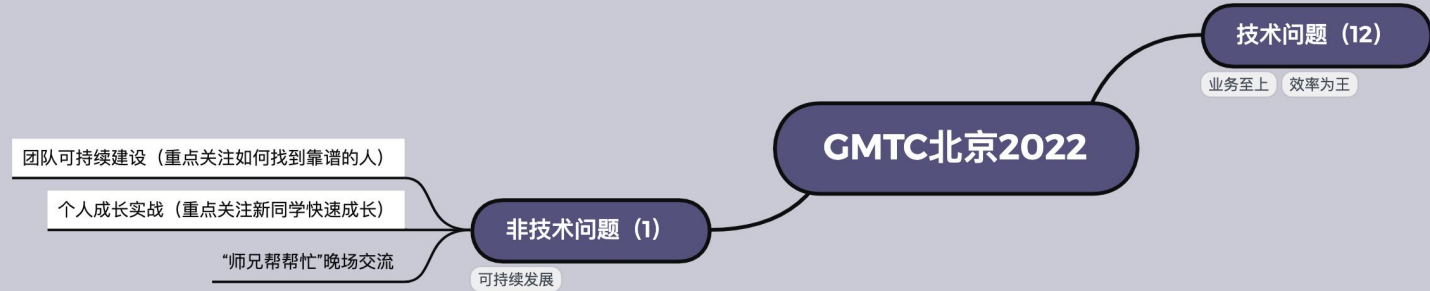 技术问题（12）
业务至上 效率为王
GMTC北京2022
团队可持续建设（重点关注如何找到靠谱的人）
个人成长实战（重点关注新同学快速成长）
“师兄帮帮忙”晚场交流
非技术问题（1）
可持续发展